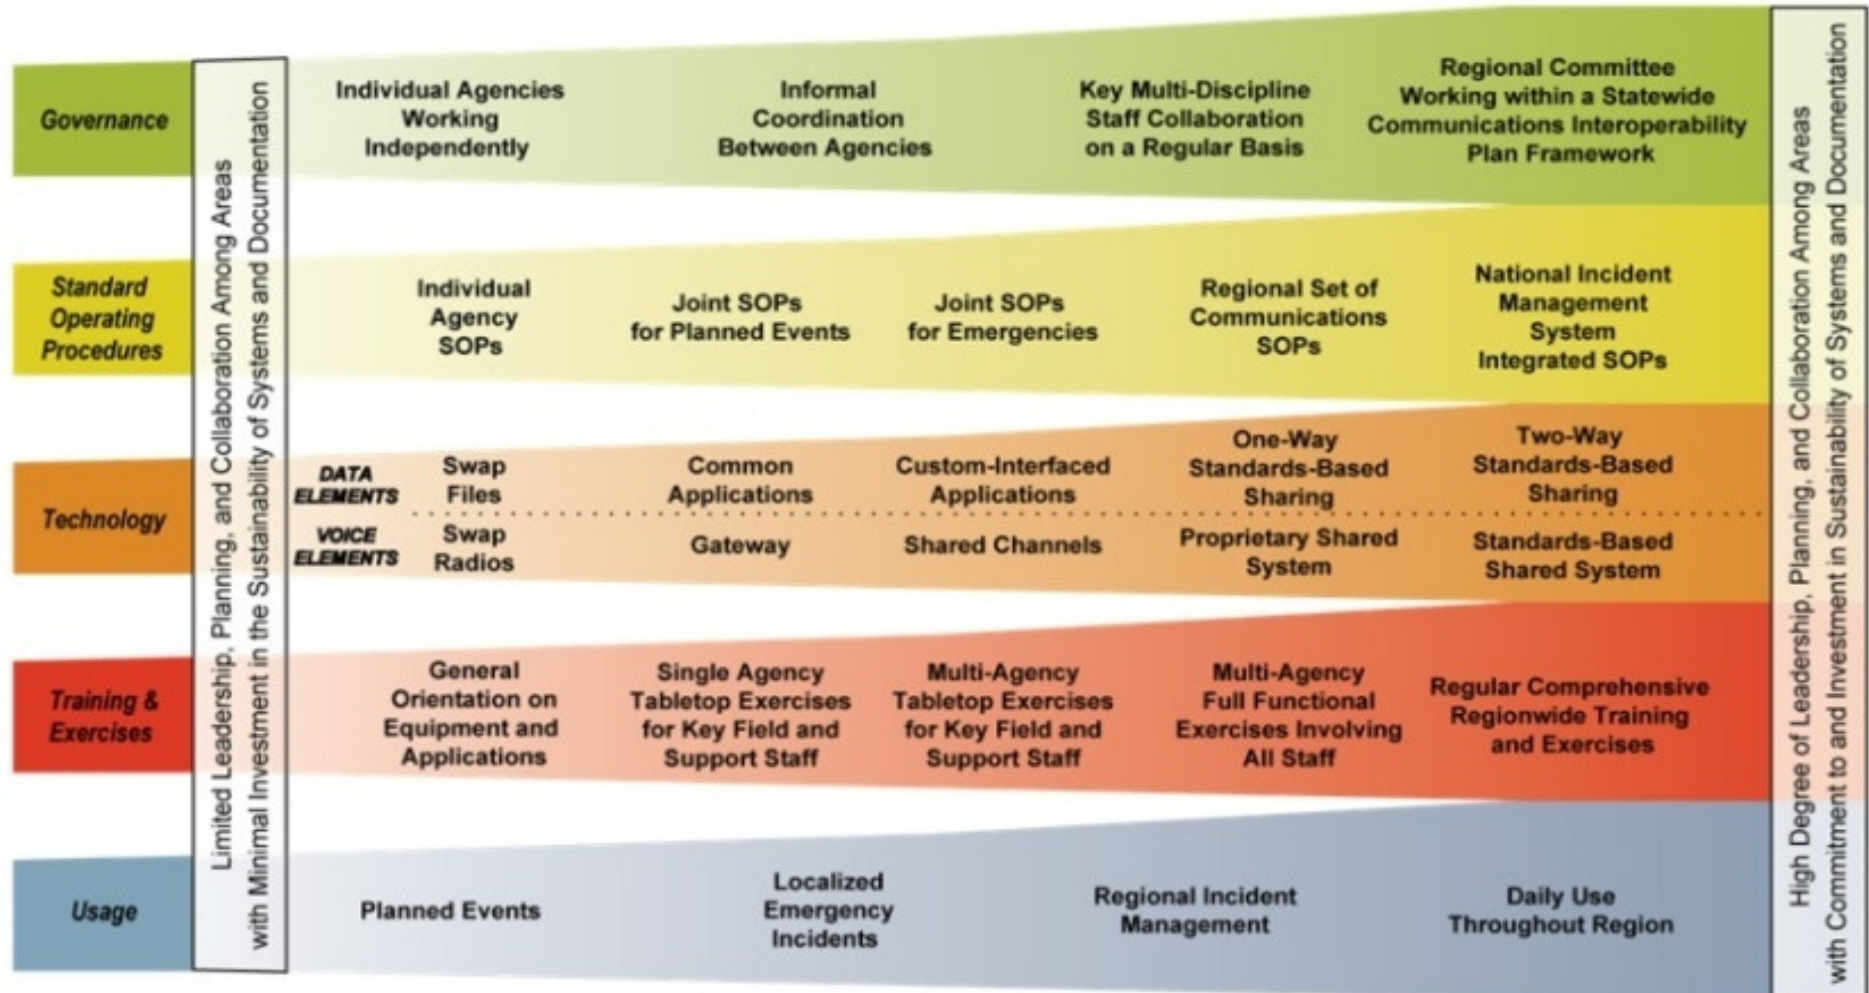 Limited Leadership, Planning, and Collaboration Among Areas
with Minimal Investment in the Sustainability of Systems and Documentation
Governance
Individual Agencies
Working
Independently
Informal
Coordination
Between Agencies
Key Multi-Discipline
Staff Collaboration
on a Regular Basis
Regional Committee
Working within a Statewide
Communications Interoperability
Plan Framework
Standard
Operating
Procedures
Individual
Agency
SOPs
Joint SOPs
for Planned Events
Joint SOPs
for Emergencies
Regional Set of
Communications
SOPs
National Incident
Management
System
Integrated SOPs
Technology
DATA
ELEMENTS
Swap
Files
Common
Applications
Custom-Interfaced
Applications
One-Way
Standards-Based
Sharing
Two-Way
Standards-Based
Sharing
VOICE
ELEMENTS
Swap
Radios
Gateway
Shared Channels
Proprietary Shared
System
Standards-Based
Shared System
Training &
Exercises
General
Orientation on
Equipment and
Applications
Single Agency
Tabletop Exercises
for Key Field and
Support Staff
Multi-Agency
Tabletop Exercises
for Key Field and
Support Staff
Multi-Agency
Full Functional
Exercises Involving
All Staff
Regular Comprehensive
Regionwide Training
and Exercises
Usage
Planned Events
Localized
Emergency
Incidents
Regional Incident
Management
Daily Use
Throughout Region
High Degree of Leadership, Planning, and Collaboration Among Areas
with Commitment to and Investment in Sustainability of Systems and Documentation